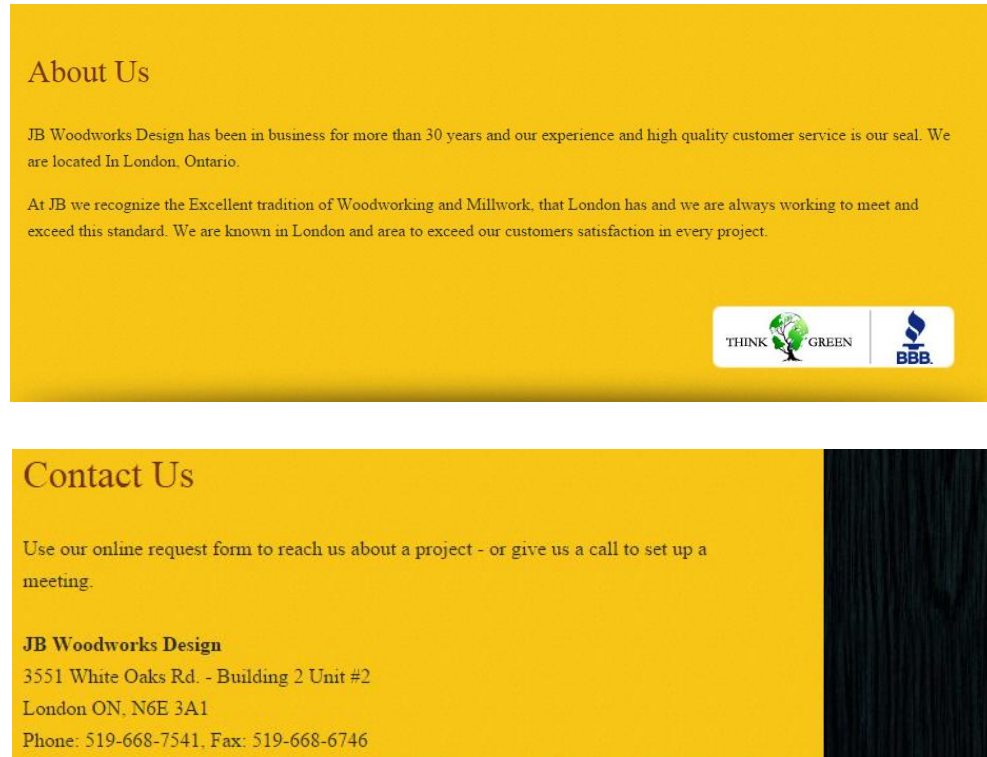 About Us
JB Woodworks Design has been in business for more than 30 years and our experience and high quality customer service is our seal. We
are located In London, Ontario.
At JB we recognize the Excellent tradition of Woodworking and Millwork, that London has and we are always working to meet and
exceed this standard. We are known in London and area to exceed our customers satisfaction in every project.
THINK GREEN
BBB.
Contact Us
Use our online request form to reach us about a project - or give us a call to set up a
meeting.
JB Woodworks Design
3551 White Oaks Rd. - Building 2 Unit #2
London ON, N6E 3A1
Phone: 519-668-7541, Fax: 519-668-6746